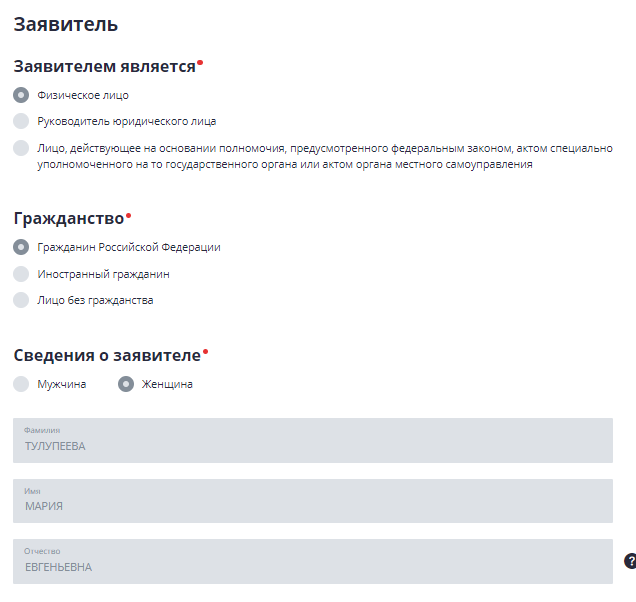 Заявитель
Заявителем является
Физическое лицо
Руководитель юридического лица
Лицо, действующее на основании полномочия, предусмотренного федеральным законом, актом специально
уполномоченного на то государственного органа или актом органа местного самоуправления
Гражданство
Гражданин Российской Федерации
Иностранный гражданин
Лицо без гражданства
Сведения о заявителе
Мужчина Женщина
Фамилия
ТУЛУПЕЕВА
Имя
МАРИЯ
Отчество
ЕВГЕНЬЕВНА
?